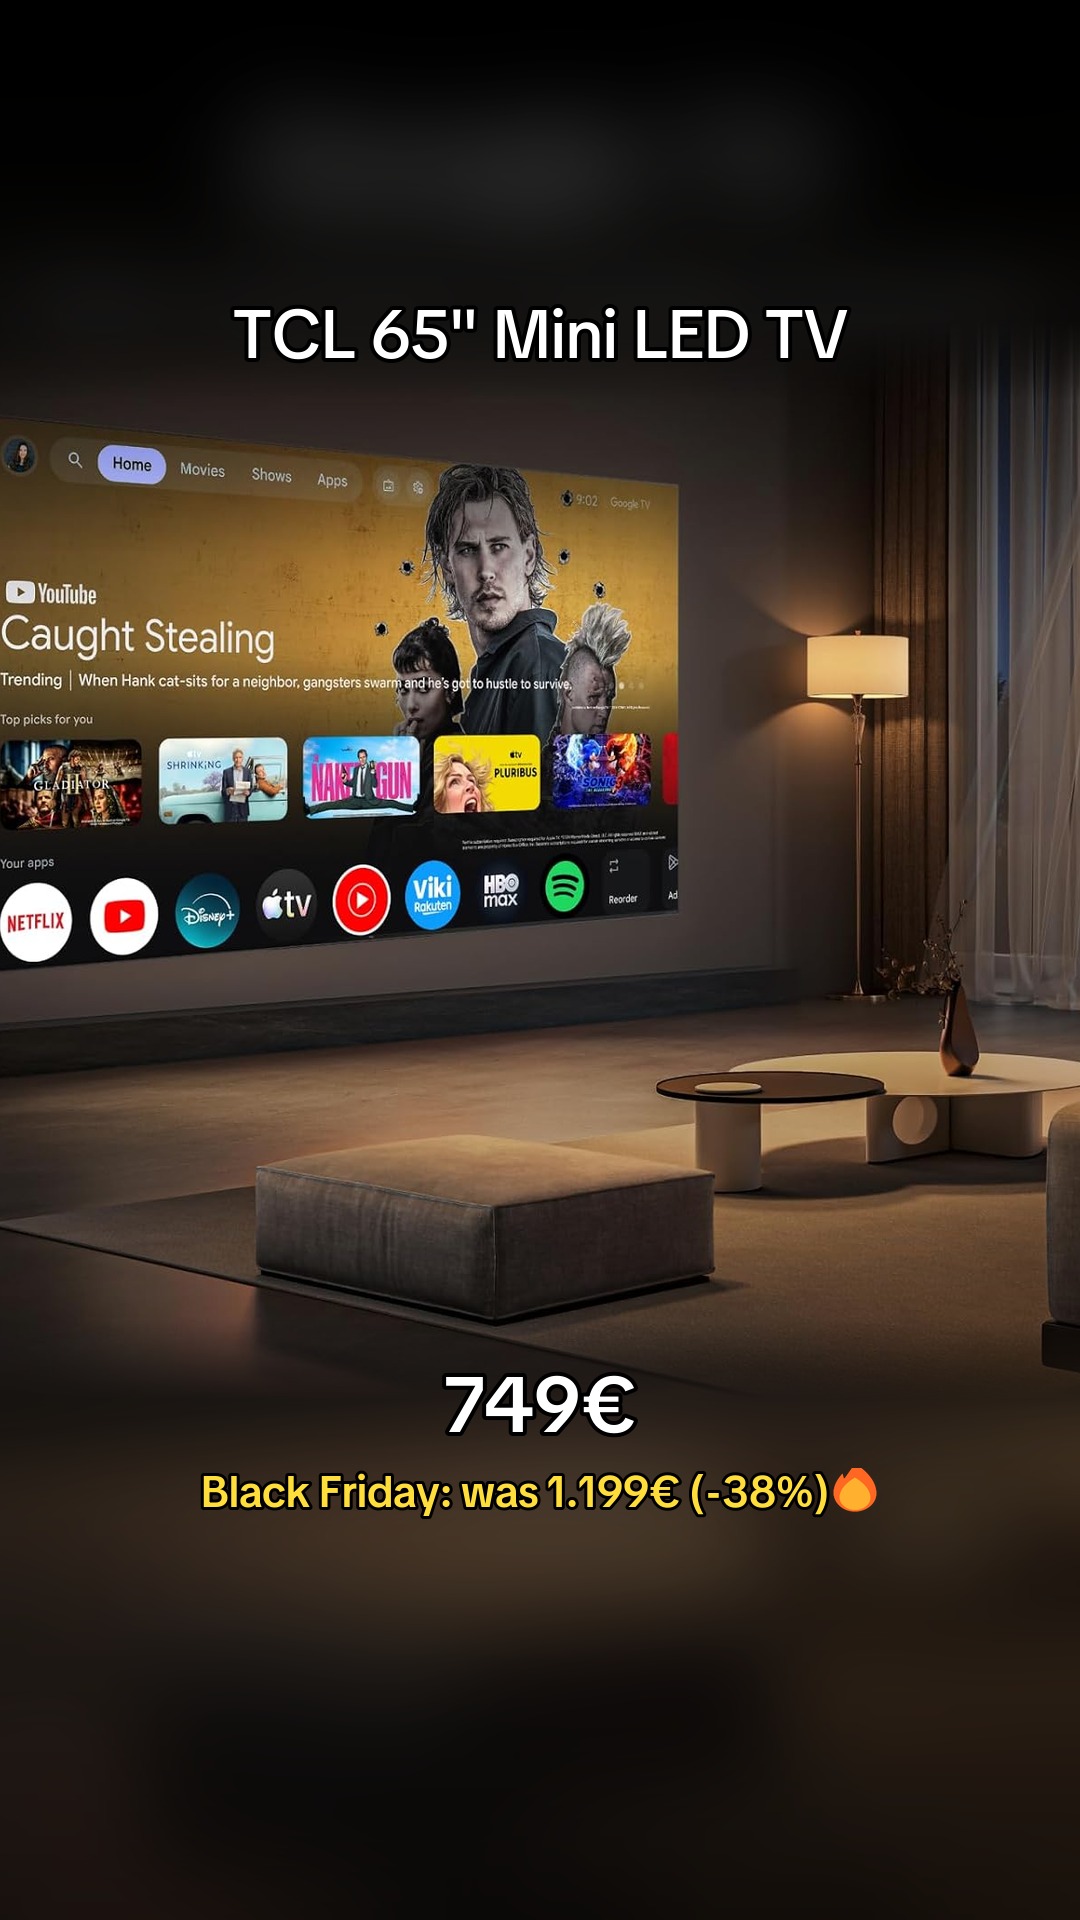 TCL 65" Mini LED TV
Home Movies Shows Apps
9:02 Google TV
YouTube
Caught Stealing
Trending | When Hank cat-sits for a neighbor, gangsters swarm and he's got to hustle to survive.
Top picks for you
GLADIATOR
tv
SHRINKING
NAKED GUN
tv
PLURIBUS
SONIC
Your apps
NETFLIX
Disney+
tv
Viki
Rakuten
HBO
max
Reorder
Ad
749€
Black Friday: was 1.199€ (-38%)🔥